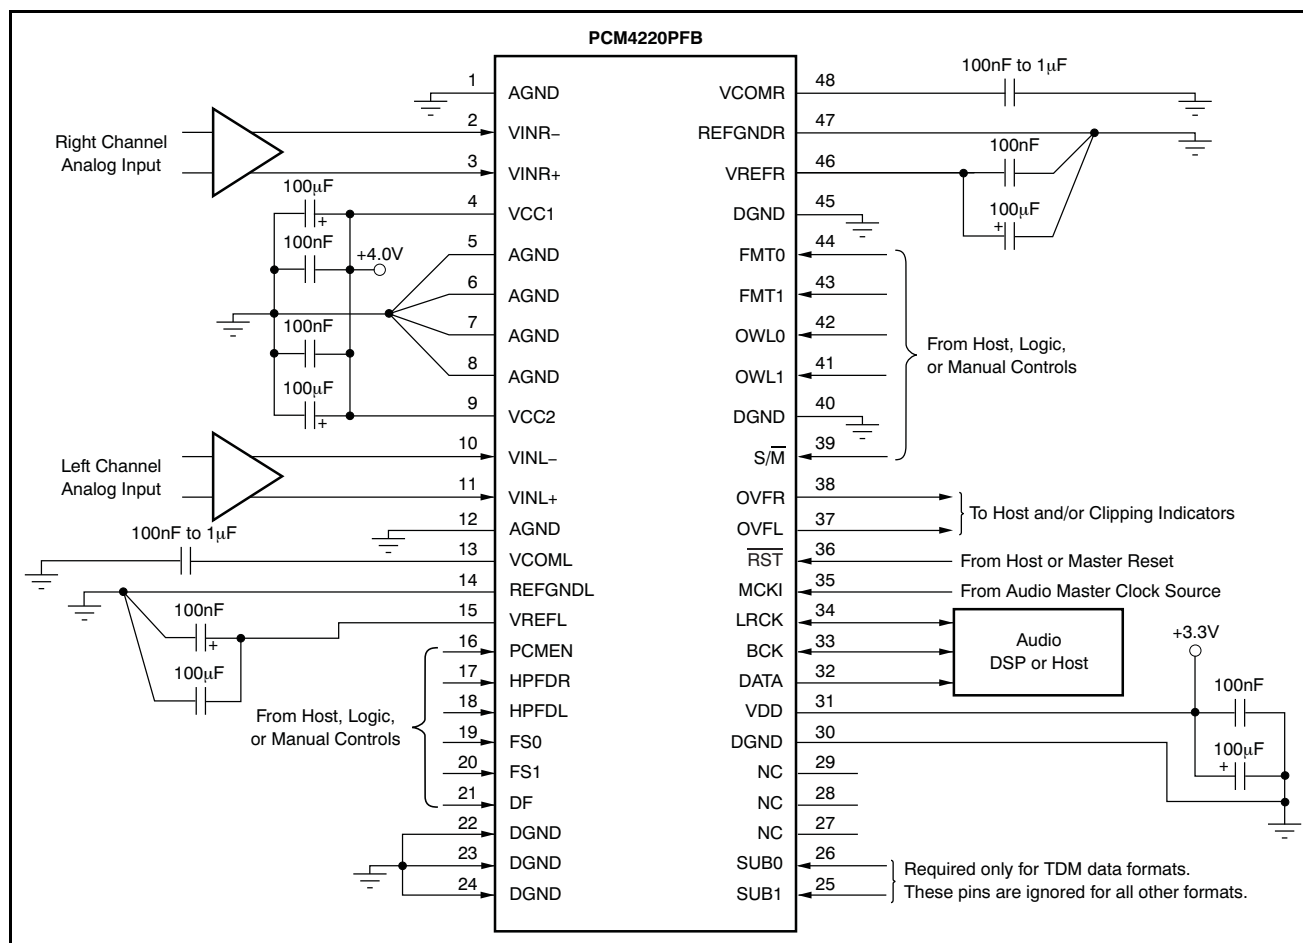 PCM4220PFB
1 AGND
Right Channel
Analog Input
2 VINR−
3 VINR+
100µF
+
4 VCC1
100nF
+4.0V
5 AGND
6 AGND
7 AGND
100nF
8 AGND
100µF
+
9 VCC2
Left Channel
Analog Input
10 VINL−
11 VINL+
12 AGND
100nF to 1µF
13 VCOML
14 REFGNDL
100nF
+
15 VREFL
100µF
From Host, Logic,
or Manual Controls
16 PCMEN
17 HPFDR
18 HPFDL
19 FS0
20 FS1
21 DF
22 DGND
23 DGND
24 DGND
VCOMR 48
100nF to 1µF
REFGNDR 47
VREFR 46
100nF
100µF
+
DGND 45
FMT0 44
FMT1 43
OWL0 42
OWL1 41
From Host, Logic,
or Manual Controls
DGND 40
S/M̅ 39
OVFR 38
OVFL 37
To Host and/or Clipping Indicators
R̅S̅T̅ 36
From Host or Master Reset
MCKI 35
From Audio Master Clock Source
LRCK 34
BCK 33
DATA 32
Audio
DSP or Host
+3.3V
VDD 31
100nF
DGND 30
100µF
+
NC 29
NC 28
NC 27
SUB0 26
SUB1 25
Required only for TDM data formats.
These pins are ignored for all other formats.